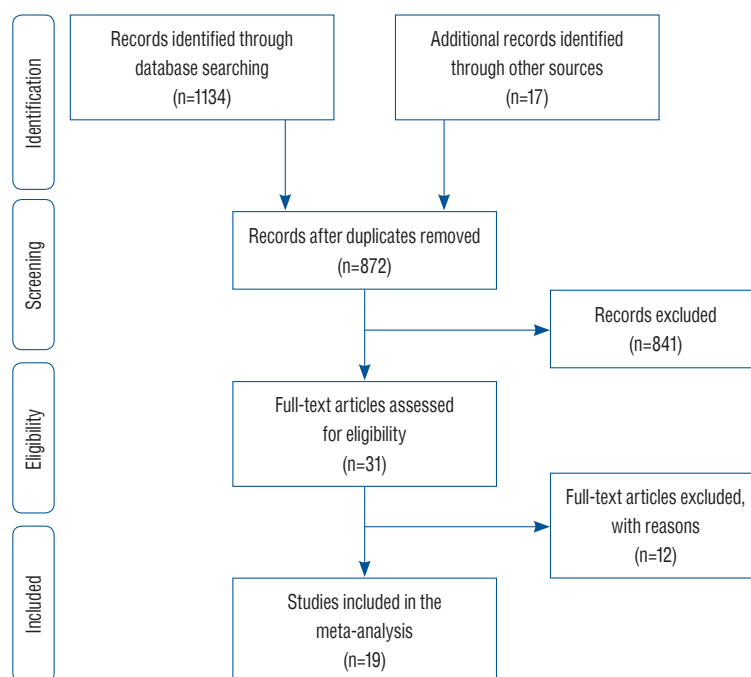 Identification
Records identified through
database searching
(n=1134)
Additional records identified
through other sources
(n=17)
Screening
Records after duplicates removed
(n=872)
Records excluded
(n=841)
Eligibility
Full-text articles assessed
for eligibility
(n=31)
Full-text articles excluded,
with reasons
(n=12)
Included
Studies included in the
meta-analysis
(n=19)